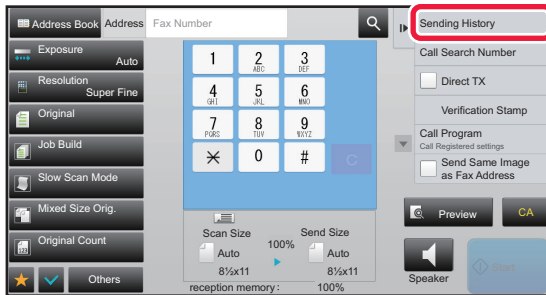 Address Book
Address
Fax Number
Sending History
Exposure
Auto
Call Search Number
Resolution
Super Fine
Direct TX
Original
Verification Stamp
Job Build
Call Program
Call Registered settings
Slow Scan Mode
Send Same Image
as Fax Address
Mixed Size Orig.
Original Count
Others
1
2
ABC
3
DEF
4
GHI
5
JKL
6
MNO
7
PQRS
8
TUV
9
WXYZ
0
#
C
Scan Size
Send Size
100%
Auto
Auto
8½x11
8½x11
reception memory: 100%
Preview
CA
Speaker
Start